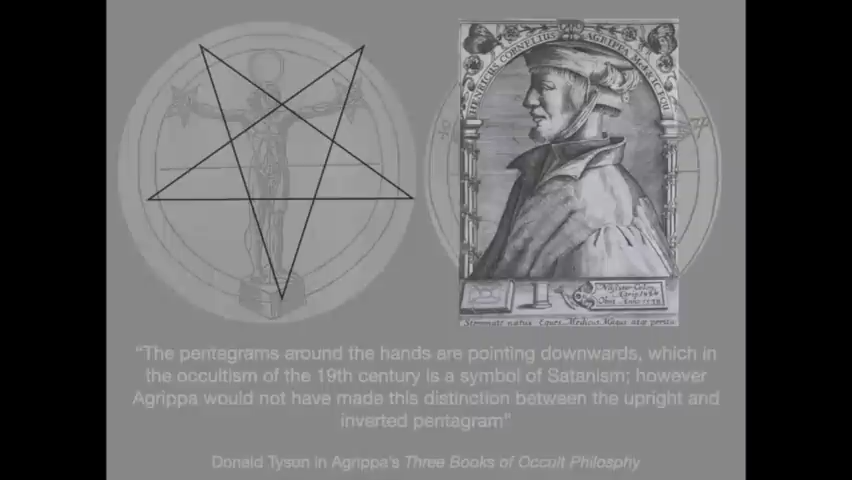 HENRICUS CORNELIUS AGRIPPA
"The pentagrams around the hands are pointing downwards, which in
the occultism of the 19th century is a symbol of Satanism; however
Agrippa would not have made this distinction between the upright and
inverted pentagram"
Donald Tyson in Agrippa's Three Books of Occult Philosphy